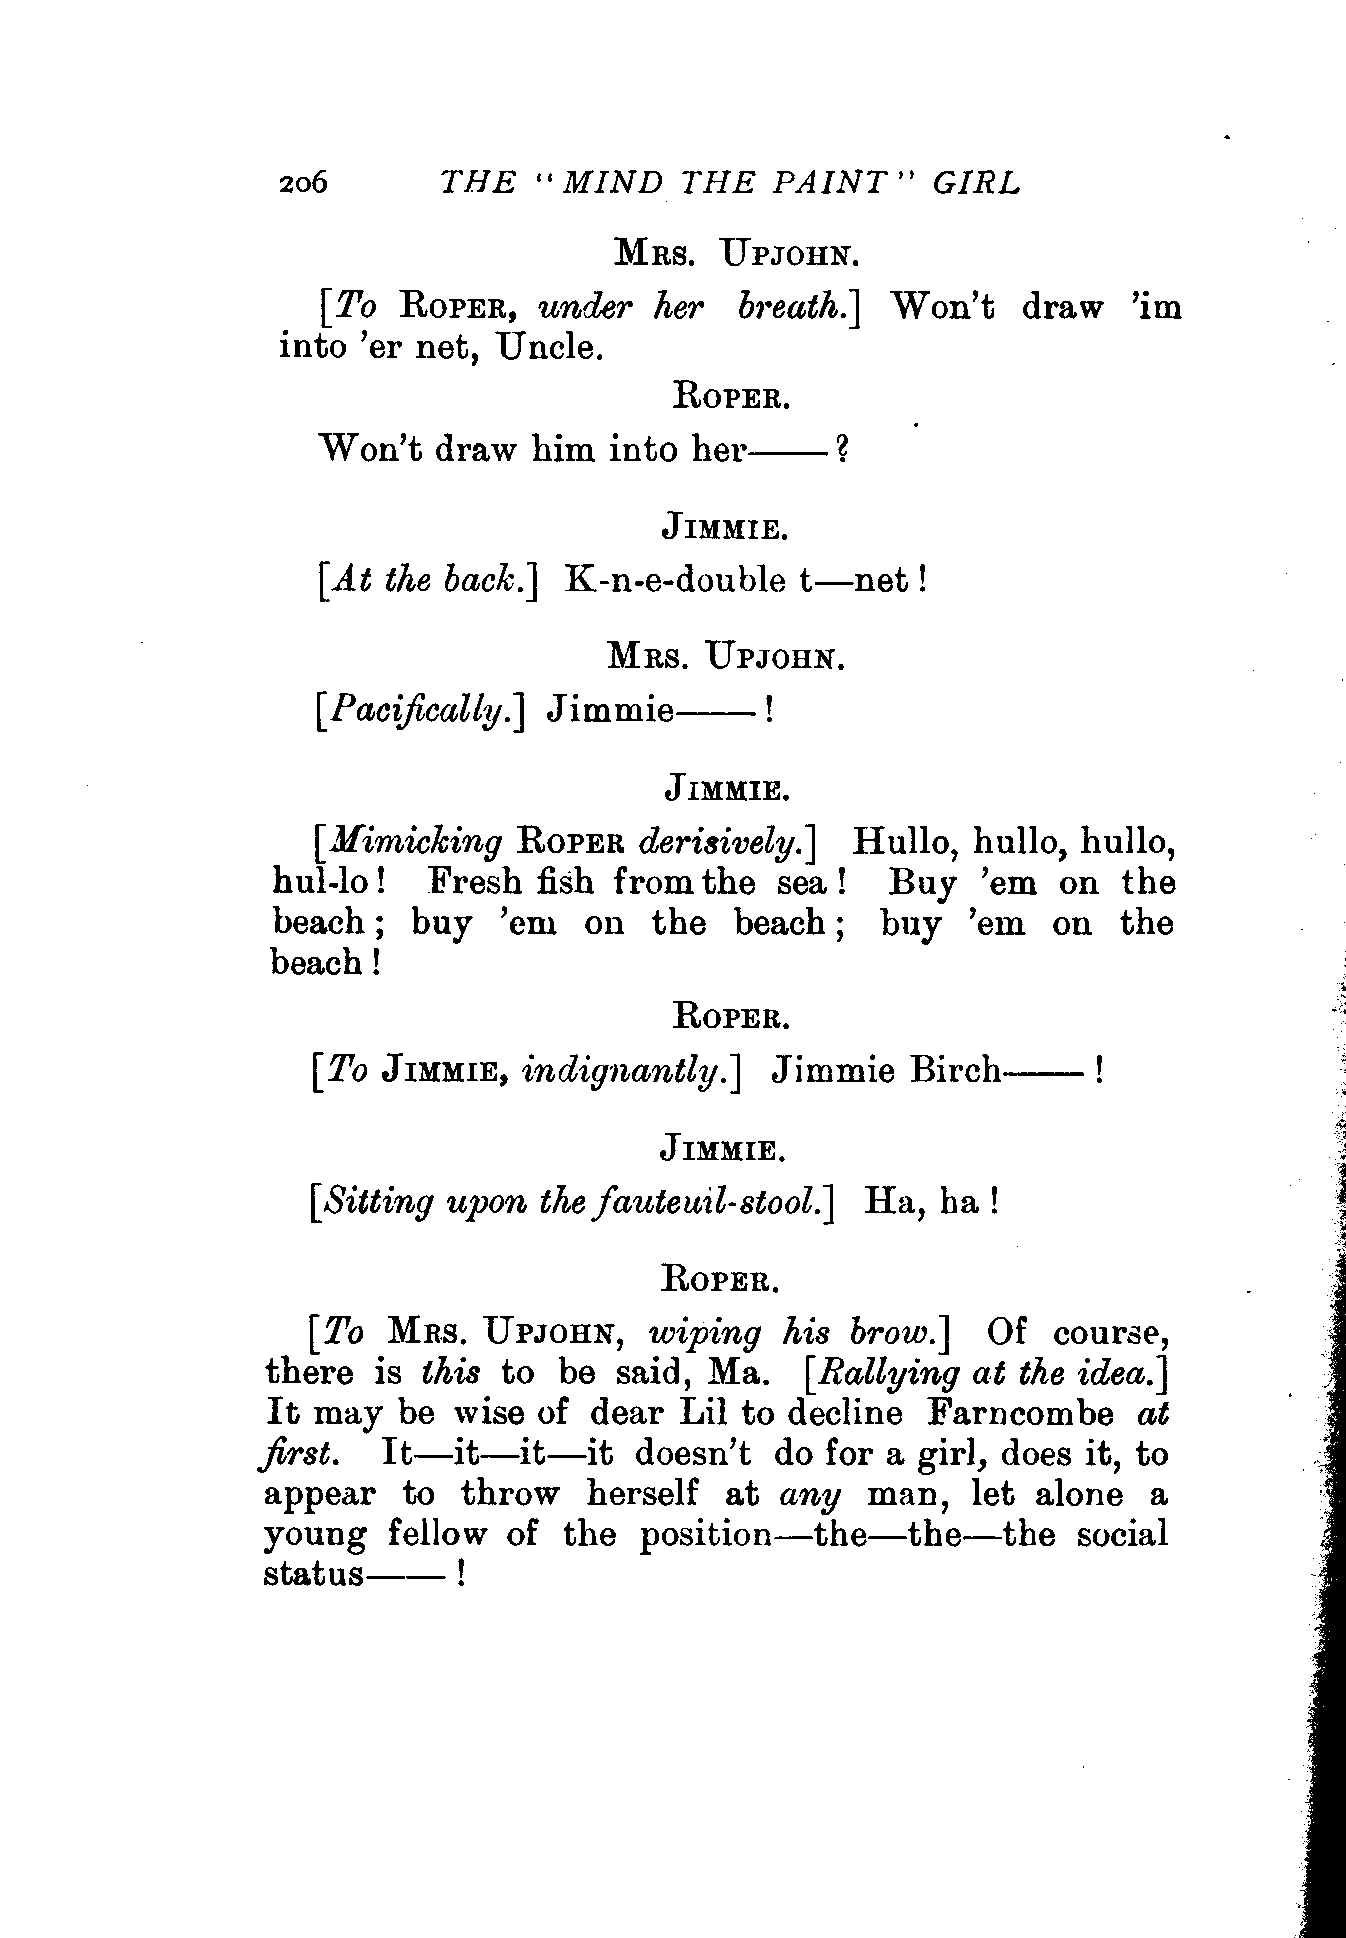 206 THE "MIND THE PAINT" GIRL
MRS. UPJOHN.
[To ROPER, under her breath.] Won't draw 'im
into 'er net, Uncle.
ROPER.
Won't draw him into her——?
JIMMIE.
[At the back.] K-n-e-double t—net!
MRS. UPJOHN.
[Pacifically.] Jimmie——!
JIMMIE.
[Mimicking ROPER derisively.] Hullo, hullo, hullo,
hul-lo! Fresh fish from the sea! Buy 'em on the
beach; buy 'em on the beach; buy 'em on the
beach!
ROPER.
[To JIMMIE, indignantly.] Jimmie Birch——!
JIMMIE.
[Sitting upon the fauteuil-stool.] Ha, ha!
ROPER.
[To MRS. UPJOHN, wiping his brow.] Of course,
there is this to be said, Ma. [Rallying at the idea.]
It may be wise of dear Lil to decline Farncombe at
first. It—it—it—it doesn't do for a girl, does it, to
appear to throw herself at any man, let alone a
young fellow of the position—the—the—the social
status——!